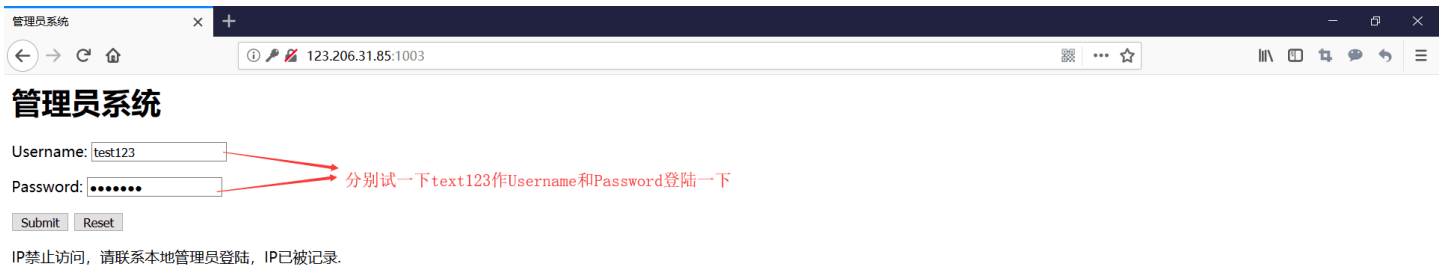 管理员系统
123.206.31.85:1003
管理员系统
Username: test123
Password: ●●●●●●●
分别试一下text123作Username和Password登陆一下
Submit Reset
IP禁止访问，请联系本地管理员登陆，IP已被记录.